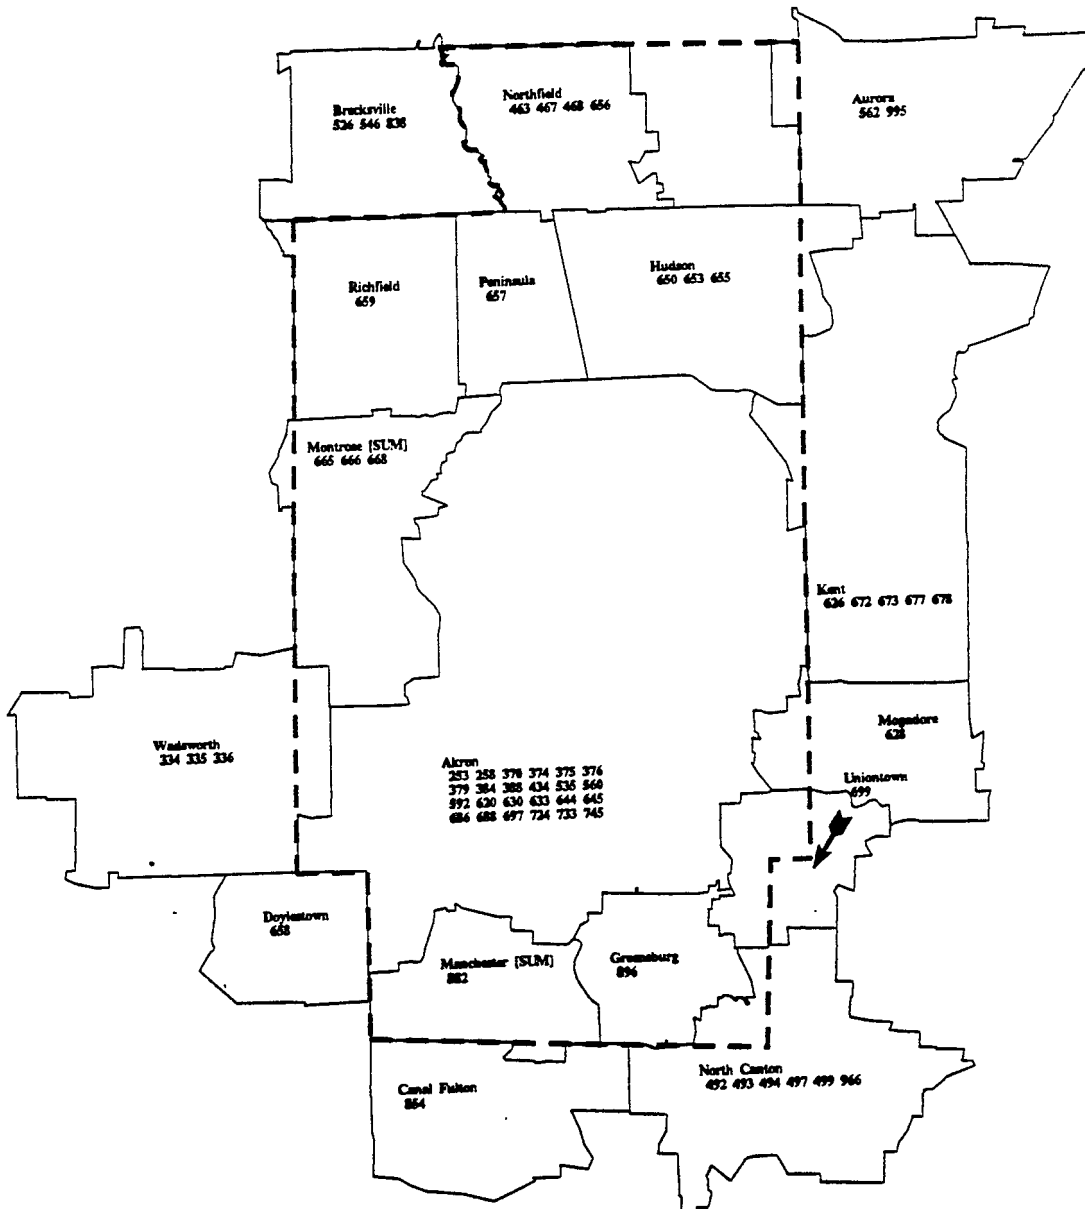 Northfield
463 467 468 656
Aurora
562 995
Brecksville
526 546 838
Hudson
650 653 655
Richfield
659
Peninsula
657
Montrose [SUM]
665 666 668
Kent
626 672 673 677 678
Mogadore
628
Wadsworth
334 335 336
Uniontown
699
Akron
253 258 370 374 375 376
379 384 388 434 535 560
592 620 630 633 644 645
686 688 697 724 733 745
Doylestown
658
Manchester [SUM]
882
Greensburg
896
North Canton
492 493 494 497 499 966
Canal Fulton
854